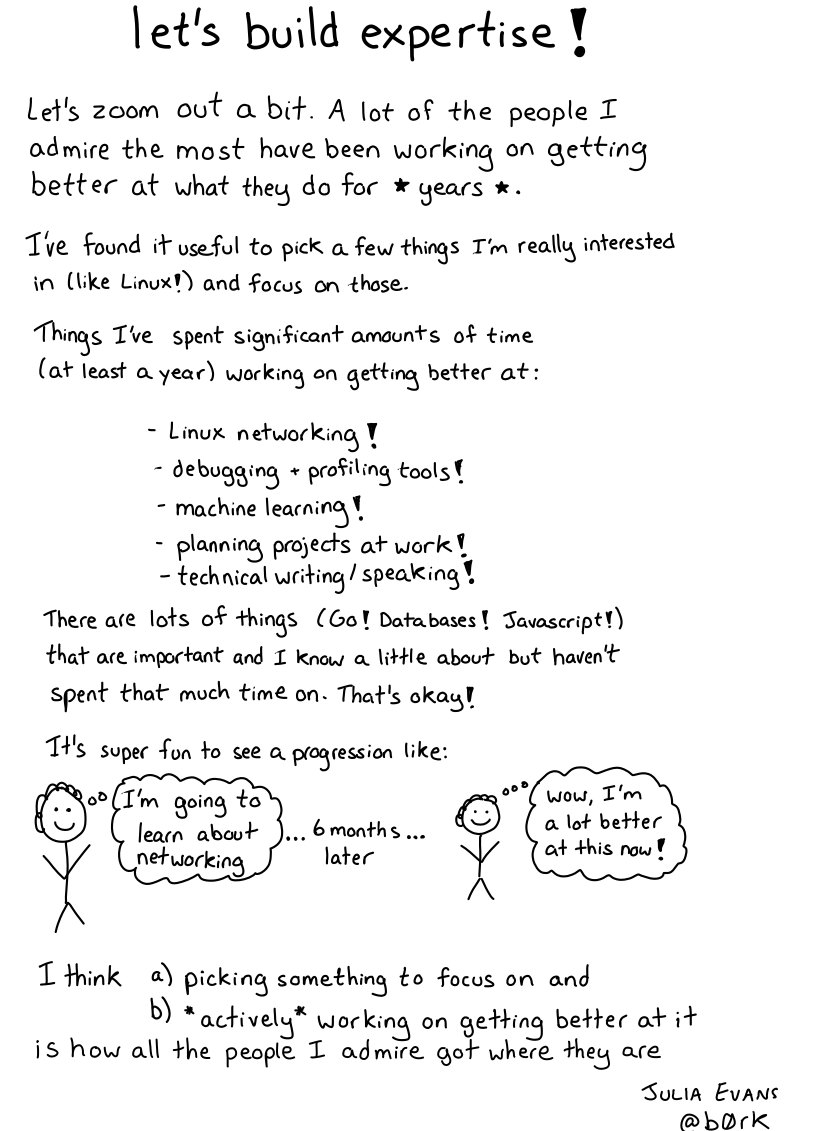 let's build expertise!
Let's zoom out a bit. A lot of the people I
admire the most have been working on getting
better at what they do for * years *.
I've found it useful to pick a few things I'm really interested
in (like Linux!) and focus on those.
Things I've spent significant amounts of time
(at least a year) working on getting better at:
- Linux networking!
- debugging + profiling tools!
- machine learning!
- planning projects at work!
- technical writing/speaking!
There are lots of things (Go! Databases! Javascript!)
that are important and I know a little about but haven't
spent that much time on. That's okay!
It's super fun to see a progression like:
I'm going to
learn about
networking
... 6 months ...
later
wow, I'm
a lot better
at this now!
I think a) picking something to focus on and
b) *actively* working on getting better at it
is how all the people I admire got where they are
JULIA EVANS
@b0rk